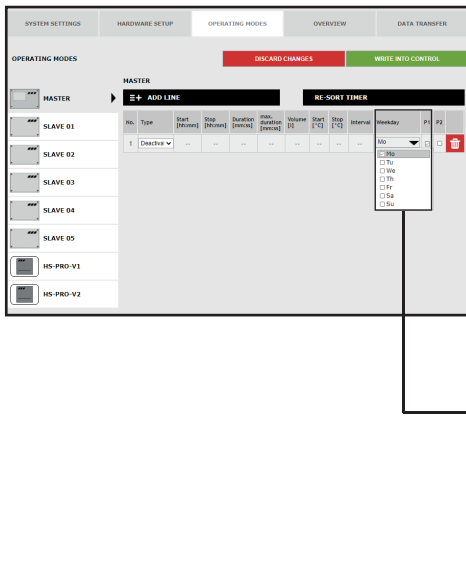 SYSTEM SETTINGS HARDWARE SETUP OPERATING MODES OVERVIEW DATA TRANSFER
OPERATING MODES DISCARD CHANGES WRITE INTO CONTROL
MASTER
MASTER ADD LINE RE-SORT TIMER
No. Type Start [hh:mm] Stop [hh:mm] Duration [mm:ss] max. duration [mm:ss] Volume [l] Start [°C] Stop [°C] Interval Weekday P1 P2
1 Deactiva -- -- -- -- -- -- -- -- Mo
Mo
Tu
We
Th
Fr
Sa
Su
SLAVE 01
SLAVE 02
SLAVE 03
SLAVE 04
SLAVE 05
HS-PRO-V1
HS-PRO-V2